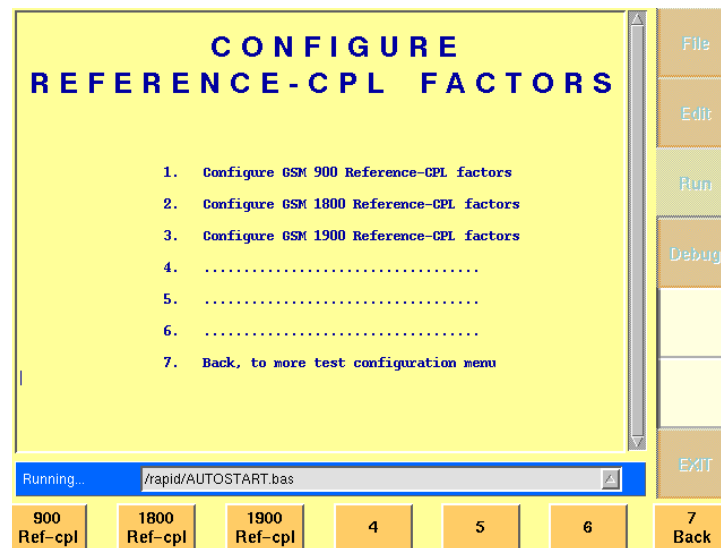 CONFIGURE
REFERENCE-CPL FACTORS
1. Configure GSM 900 Reference-CPL factors
2. Configure GSM 1800 Reference-CPL factors
3. Configure GSM 1900 Reference-CPL factors
4. ...................................
5. ...................................
6. ...................................
7. Back, to more test configuration menu
File
Edit
Run
Debug
EXIT
Running... /rapid/AUTOSTART.bas
900 Ref-cpl
1800 Ref-cpl
1900 Ref-cpl
4
5
6
7 Back